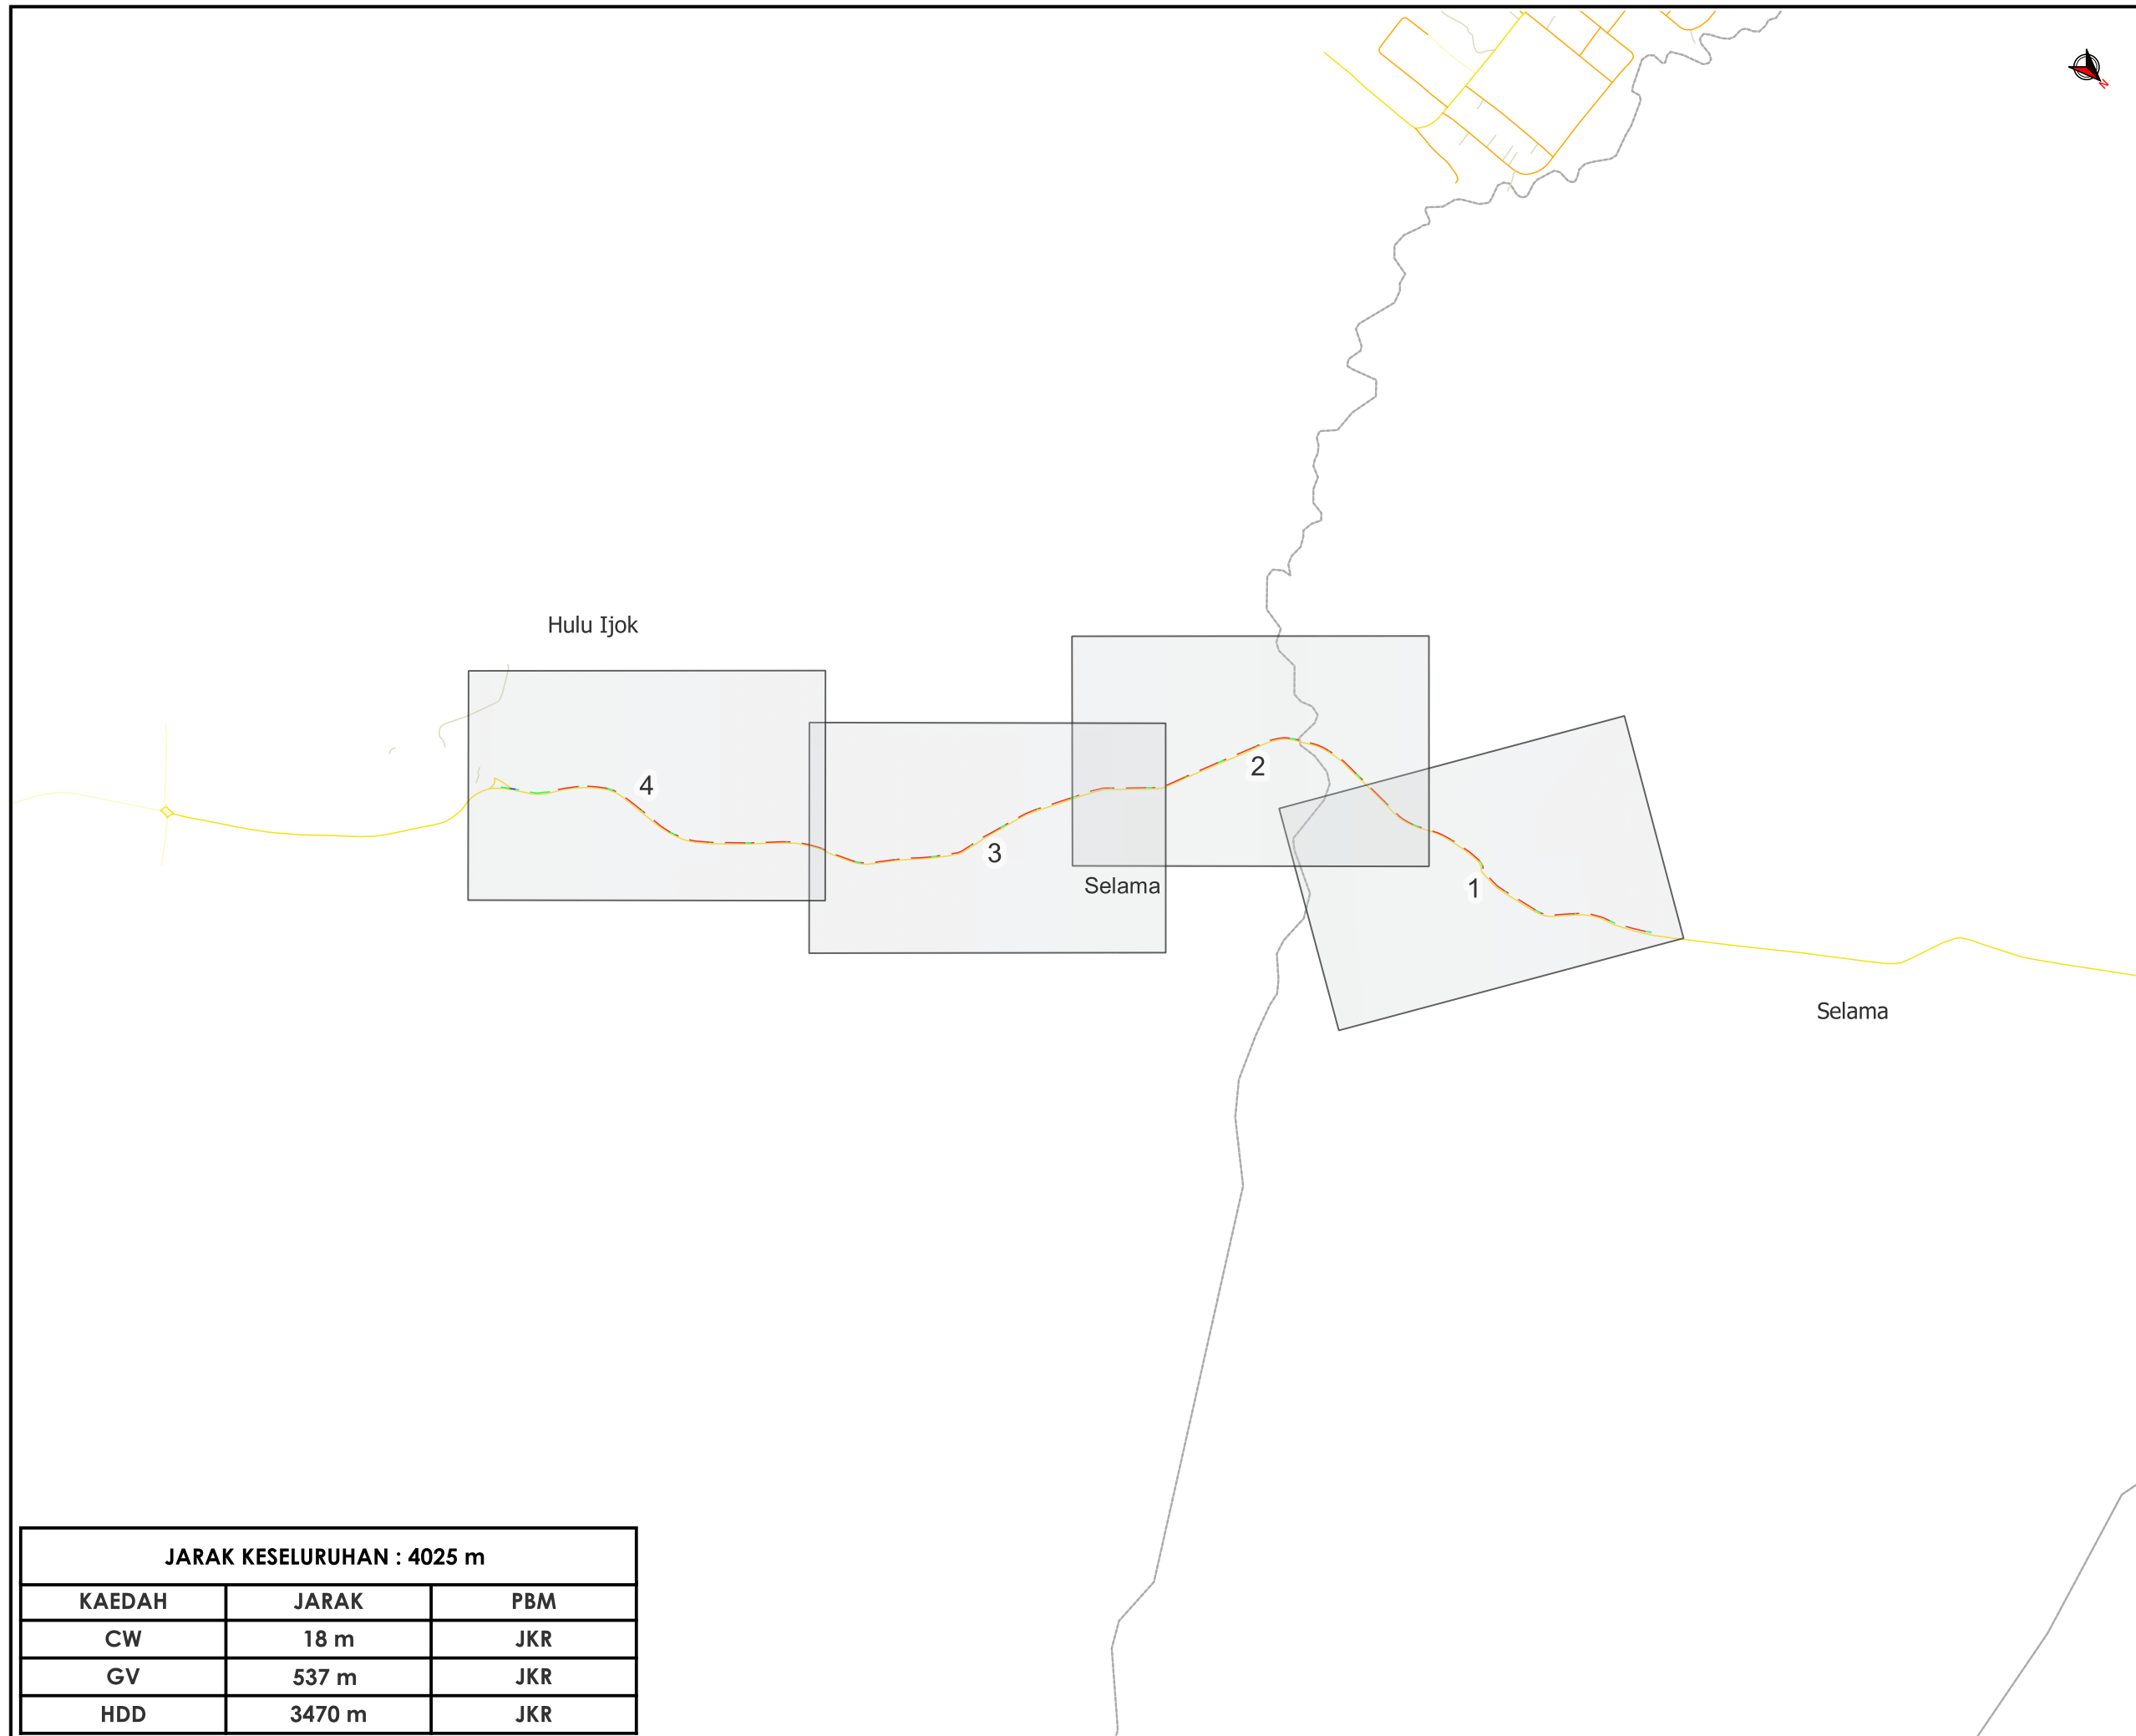 N
Hulu Ijok
2
4
3
Selama
1
Selama
JARAK KESELURUHAN : 4025 m
KAEDAH JARAK PBM
CW 18 m JKR
GV 537 m JKR
HDD 3470 m JKR